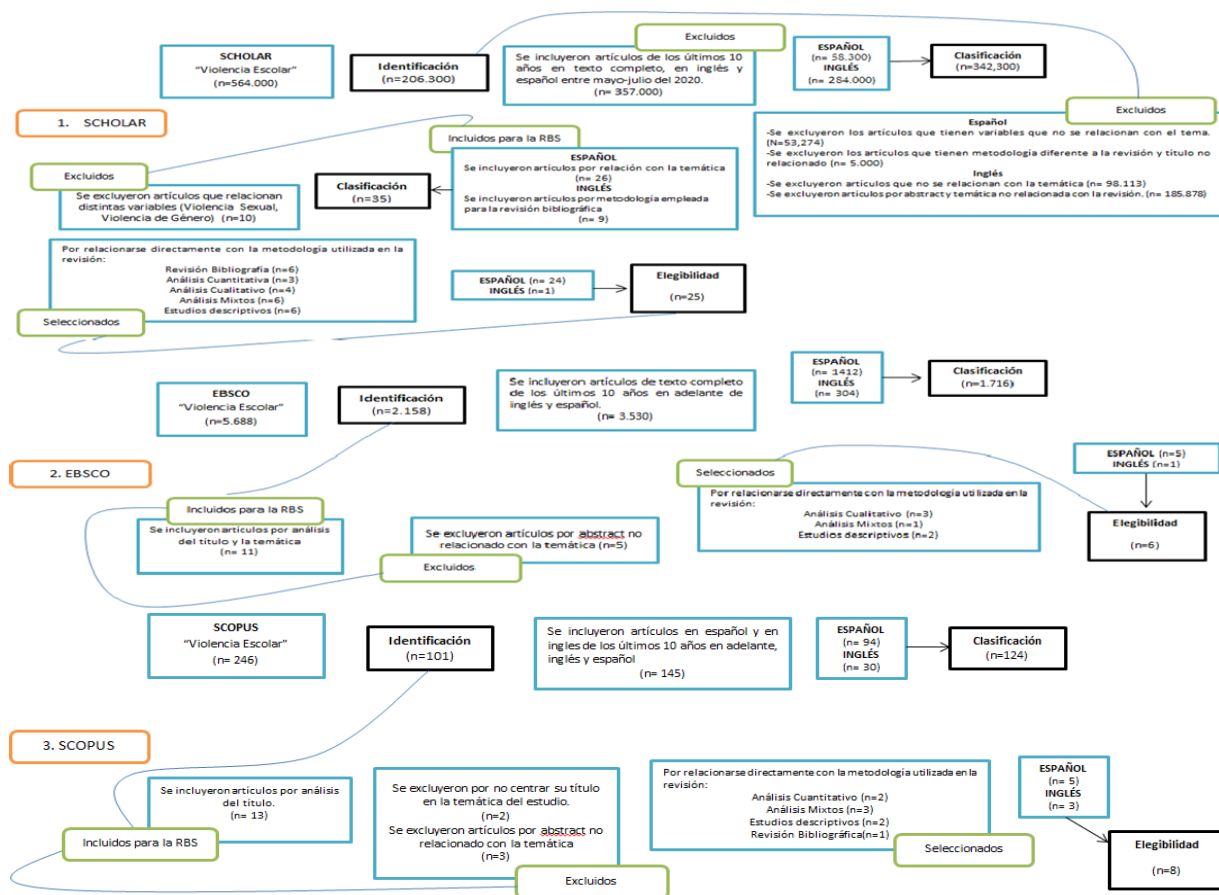 Excluidos
SCHOLAR
"Violencia Escolar"
(n=564.000)
Identificación
(n=206.300)
Se incluyeron artículos de los últimos 10
años en texto completo, en inglés y
español entre mayo-julio del 2020.
(n= 357.000)
ESPAÑOL
(n= 58.300)
INGLÉS
(n= 284.000)
Clasificación
(n=342,300)
1. SCHOLAR
Excluidos
Español
-Se excluyeron los artículos que tienen variables que no se relacionan con el tema.
(N=53,274)
-Se excluyeron los artículos que tienen metodología diferente a la revisión y título no
relacionado (n= 5.000)
Inglés
-Se excluyeron artículos que no se relacionan con la temática (n= 98.113)
-Se excluyeron artículos por abstract y temática no relacionada con la revisión. (n= 185.878)
Incluidos para la RBS
ESPAÑOL
Se incluyeron artículos por relación con la temática
(n= 26)
INGLÉS
Se incluyeron artículos por metodología empleada
para la revisión bibliográfica
(n= 9)
Clasificación
(n=35)
Excluidos
Se excluyeron artículos que relacionan
distintas variables (Violencia Sexual,
Violencia de Género) (n=10)
Por relacionarse directamente con la metodología utilizada en la
revisión:
Revisión Bibliografía (n=6)
Análisis Cuantitativa (n=3)
Análisis Cualitativo (n=4)
Análisis Mixtos (n=6)
Estudios descriptivos (n=6)
Seleccionados
ESPAÑOL (n= 24)
INGLÉS (n=1)
Elegibilidad
(n=25)
EBSCO
"Violencia Escolar"
(n=5.688)
Identificación
(n=2.158)
Se incluyeron artículos de texto completo
de los últimos 10 años en adelante de
inglés y español.
(n= 3.530)
ESPAÑOL
(n= 1412)
INGLÉS
(n= 304)
Clasificación
(n=1.716)
2. EBSCO
Incluidos para la RBS
Se incluyeron artículos por análisis
del título y la temática
(n= 11)
Se excluyeron artículos por abstract no
relacionado con la temática (n=5)
Excluidos
Seleccionados
Por relacionarse directamente con la metodología utilizada en la
revisión:
Análisis Cualitativo (n=3)
Análisis Mixtos (n=1)
Estudios descriptivos (n=2)
ESPAÑOL (n=5)
INGLÉS (n=1)
Elegibilidad
(n=6)
SCOPUS
"Violencia Escolar"
(n= 246)
Identificación
(n=101)
Se incluyeron artículos en español y en
ingles de los últimos 10 años en adelante,
inglés y español
(n= 145)
ESPAÑOL
(n= 94)
INGLÉS
(n= 30)
Clasificación
(n=124)
3. SCOPUS
Se incluyeron artículos por análisis
del título.
(n= 13)
Incluidos para la RBS
Se excluyeron por no centrar su título
en la temática del estudio.
(n=2)
Se excluyeron artículos por abstract no
relacionado con la temática
(n=3)
Excluidos
Por relacionarse directamente con la metodología utilizada en la
revisión:
Análisis Cuantitativo (n=2)
Análisis Mixtos (n=3)
Estudios descriptivos (n=2)
Revisión Bibliográfica(n=1)
Seleccionados
ESPAÑOL
(n= 5)
INGLÉS
(n= 3)
Elegibilidad
(n=8)